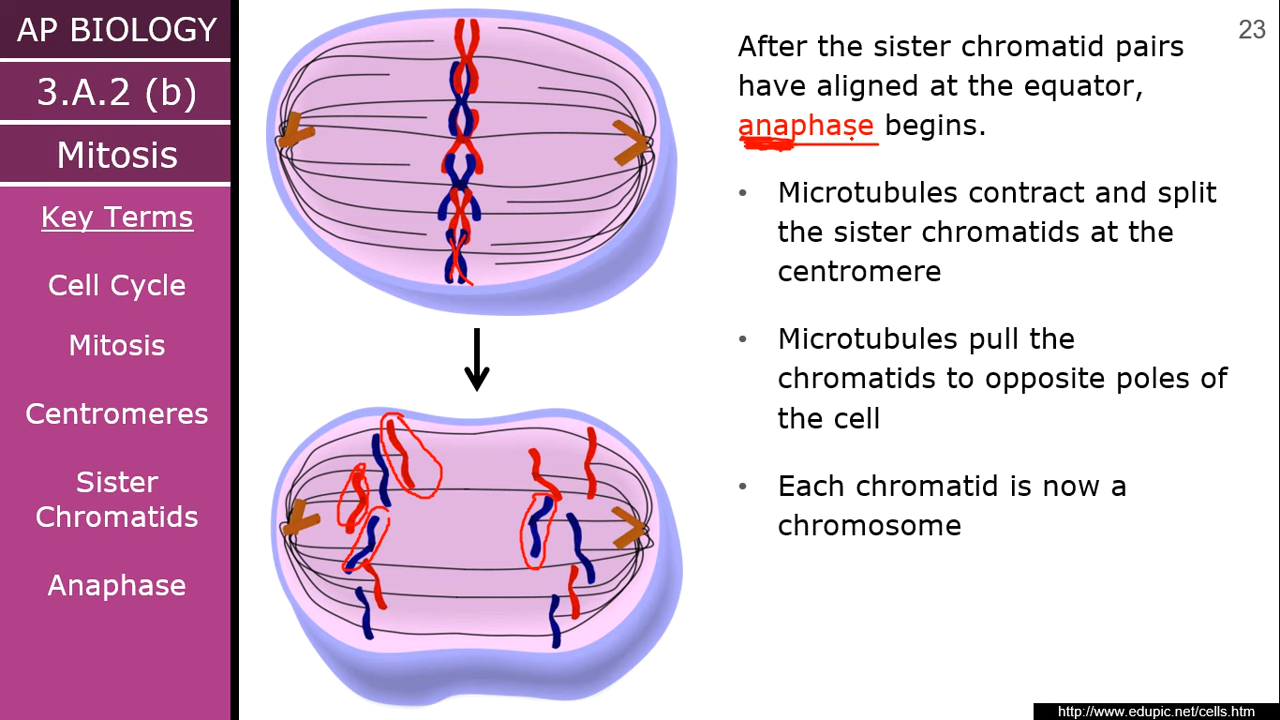 AP BIOLOGY
3.A.2 (b)
Mitosis
Key Terms
Cell Cycle
Mitosis
Centromeres
Sister
Chromatids
Anaphase
23
After the sister chromatid pairs
have aligned at the equator,
anaphase begins.
• Microtubules contract and split
the sister chromatids at the
centromere
• Microtubules pull the
chromatids to opposite poles of
the cell
• Each chromatid is now a
chromosome
http://www.edupic.net/cells.htm